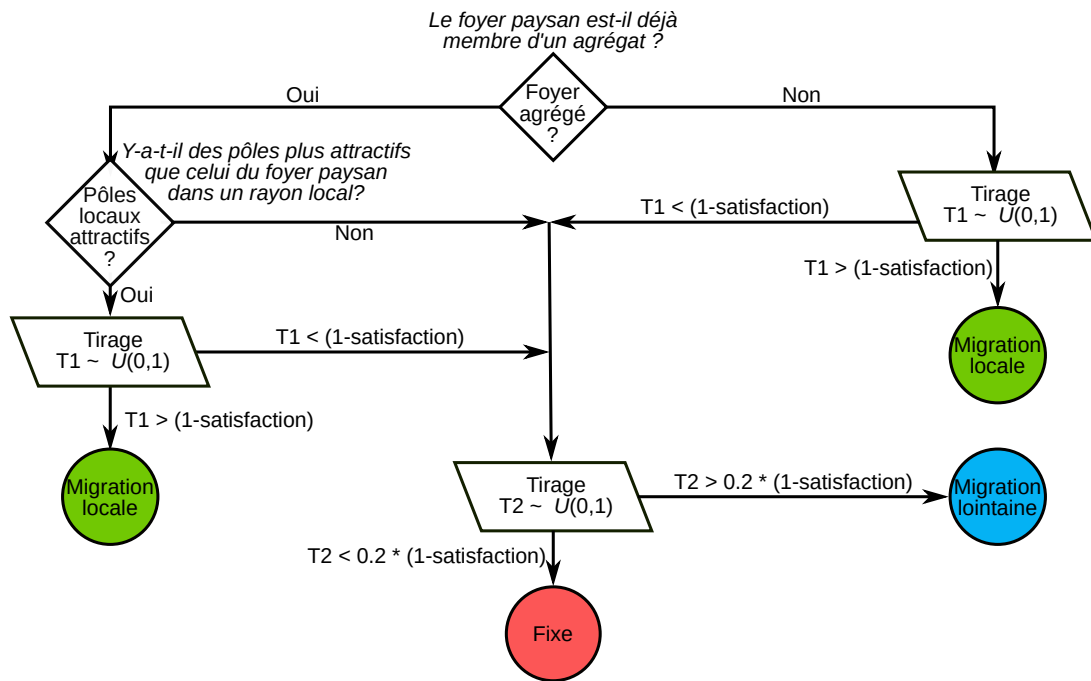 Le foyer paysan est-il déjà
membre d'un agrégat ?
Oui
Foyer
agrégé
?
Non
Y-a-t-il des pôles plus attractifs
que celui du foyer paysan
dans un rayon local?
Pôles
locaux
attractifs
?
Non
T1 < (1-satisfaction)
Tirage
T1 ~ U(0,1)
T1 > (1-satisfaction)
Oui
Tirage
T1 ~ U(0,1)
T1 < (1-satisfaction)
Migration
locale
T1 > (1-satisfaction)
Migration
locale
Tirage
T2 ~ U(0,1)
T2 > 0.2 * (1-satisfaction)
Migration
lointaine
T2 < 0.2 * (1-satisfaction)
Fixe